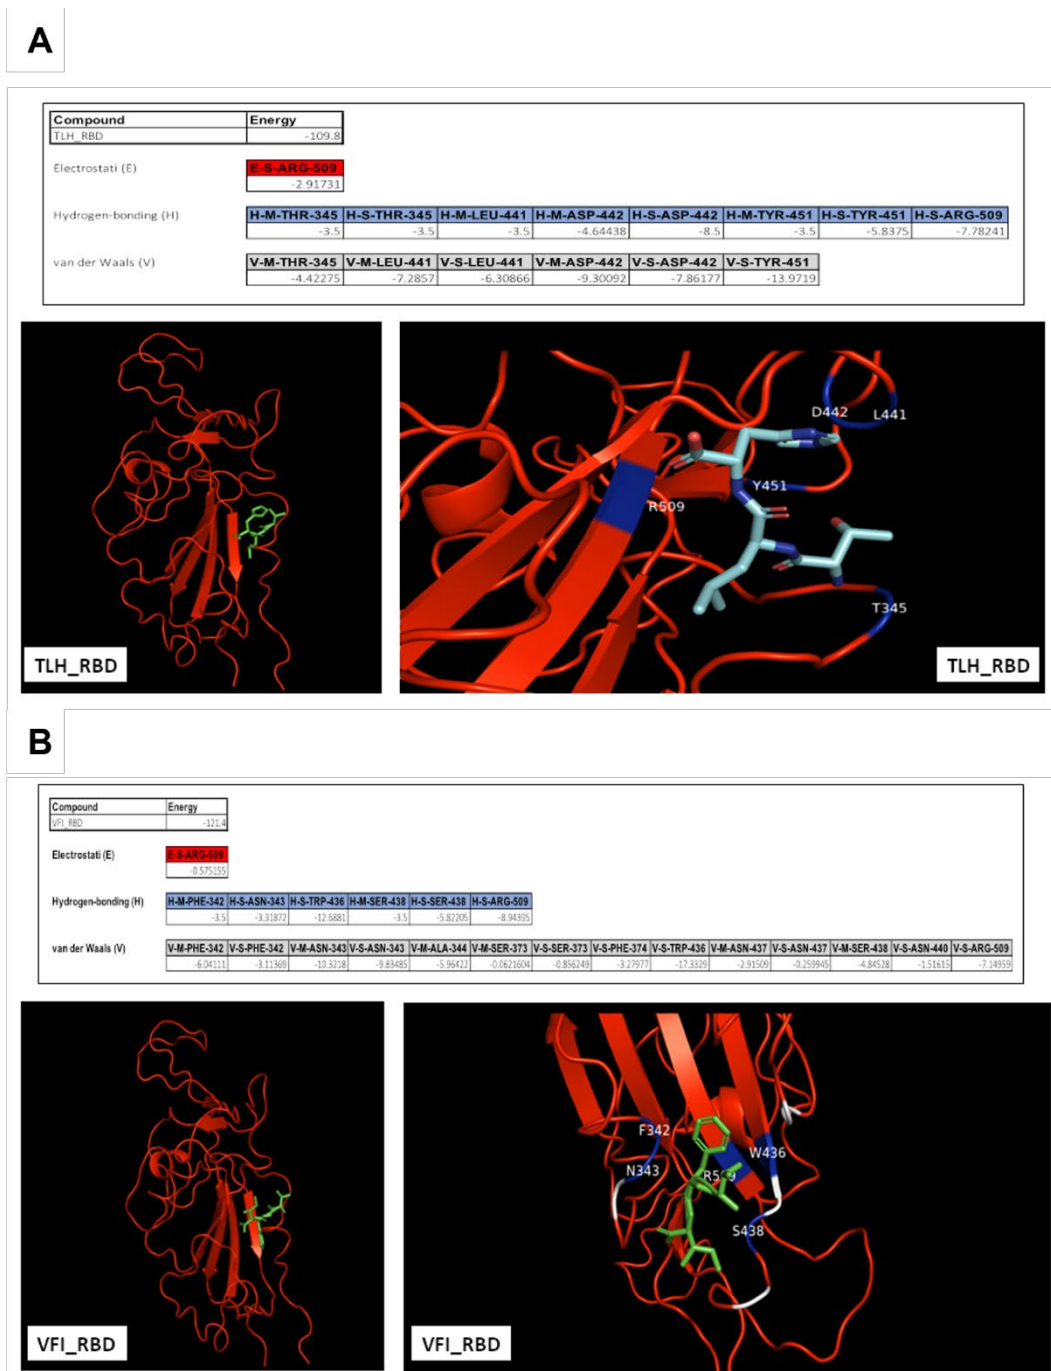 A
Compound Energy
TLH_RBD -109.8
Electrostati (E) E-S-ARG-509
-2.91731
Hydrogen-bonding (H) H-M-THR-345 H-S-THR-345 H-M-LEU-441 H-M-ASP-442 H-S-ASP-442 H-M-TYR-451 H-S-TYR-451 H-S-ARG-509
-3.5 -3.5 -3.5 -4.64438 -8.5 -3.5 -5.8375 -7.78241
van der Waals (V) V-M-THR-345 V-M-LEU-441 V-S-LEU-441 V-M-ASP-442 V-S-ASP-442 V-S-TYR-451
-4.42275 -7.2857 -6.30866 -9.30092 -7.86177 -13.9719
D442 L441
Y451
R509
T345
TLH_RBD TLH_RBD
B
Compound Energy
VFI_RBD -121.4
Electrostati (E) E-S-ARG-509
-0.575155
Hydrogen-bonding (H) H-M-PHE-342 H-S-ASN-343 H-S-TRP-436 H-M-SER-438 H-S-SER-438 H-S-ARG-509
-3.5 -3.31872 -12.6881 -3.5 -5.82205 -8.94395
van der Waals (V) V-M-PHE-342 V-S-PHE-342 V-M-ASN-343 V-S-ASN-343 V-M-ALA-344 V-M-SER-373 V-S-SER-373 V-S-PHE-374 V-S-TRP-436 V-M-ASN-437 V-S-ASN-437 V-M-SER-438 V-S-ASN-440 V-S-ARG-509
-6.04111 -3.11369 -10.3218 -9.83485 -5.96422 -0.0621604 -0.856249 -3.27977 -17.3329 -2.91509 -0.259945 -4.84528 -1.51615 -7.14959
F342
W436
N343 R509
S438
VFI_RBD VFI_RBD